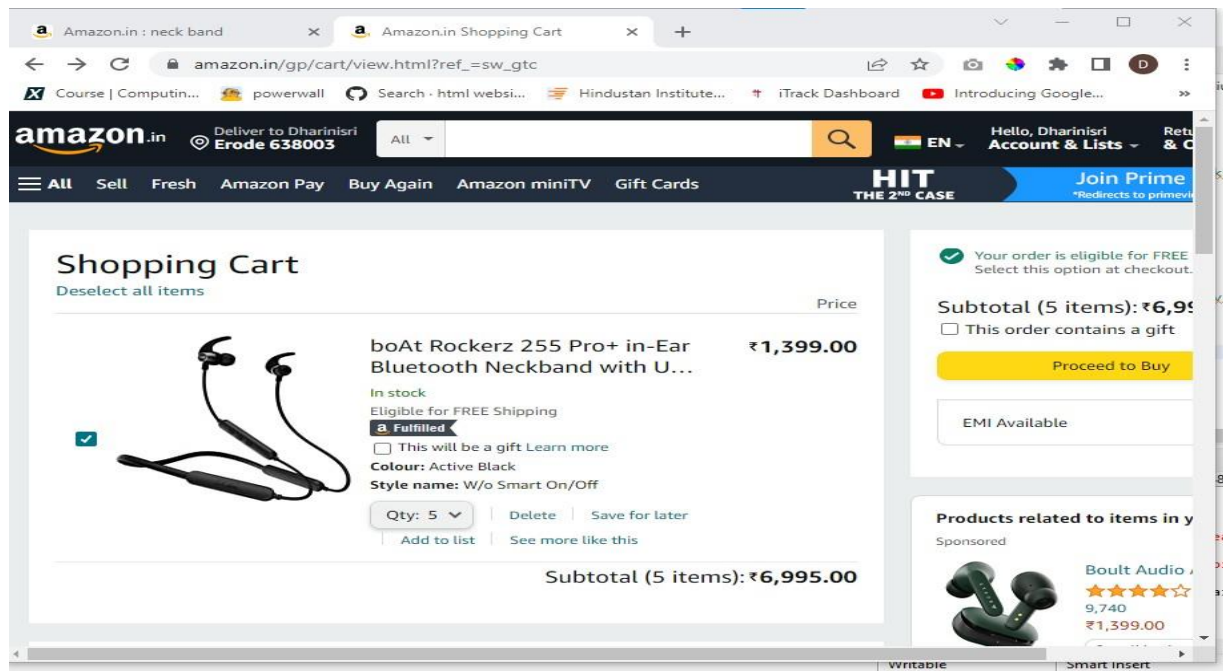 Amazon.in : neck band
Amazon.in Shopping Cart
amazon.in/gp/cart/view.html?ref_=sw_gtc
D
Course | Computin... powerwall Search · html websi... Hindustan Institute... iTrack Dashboard Introducing Google...
amazon.in
Deliver to Dharinisri
Erode 638003
All
EN
Hello, Dharinisri
Account & Lists
Retu
& O
All Sell Fresh Amazon Pay Buy Again Amazon miniTV Gift Cards
HIT
THE 2ND CASE
Join Prime
*Redirects to primevi
Shopping Cart
Deselect all items
Price
boAt Rockerz 255 Pro+ in-Ear
Bluetooth Neckband with U...
₹1,399.00
In stock
Eligible for FREE Shipping
a Fulfilled
This will be a gift Learn more
Colour: Active Black
Style name: W/o Smart On/Off
Qty: 5 Delete Save for later
Add to list See more like this
Subtotal (5 items): ₹6,995.00
Your order is eligible for FREE
Select this option at checkout.
Subtotal (5 items): ₹6,99
This order contains a gift
Proceed to Buy
EMI Available
Products related to items in y
Sponsored
Boult Audio
9,740
₹1,399.00
Writable Smart Insert